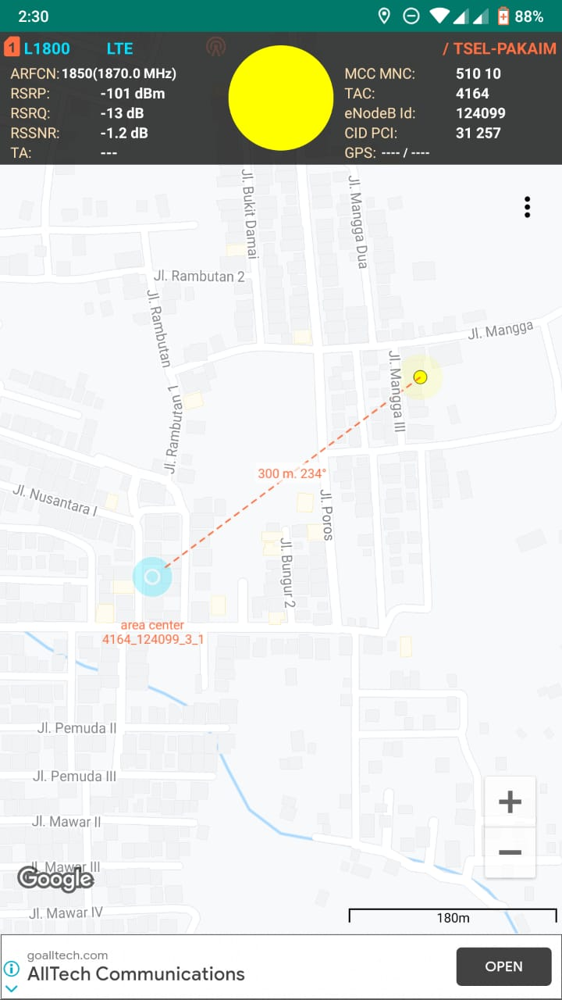 2:30
88%
1 L1800 LTE / TSEL-PAKAIM
ARFCN: 1850(1870.0 MHz)
RSRP: -101 dBm
RSRQ: -13 dB
RSSNR: -1.2 dB
TA: ---
MCC MNC: 510 10
TAC: 4164
eNodeB Id: 124099
CID PCI: 31 257
GPS: ---- / ----
Jl. Bukit Damai
Jl. Mangga Dua
Jl. Rambutan 2
Jl. Rambutan
Jl. Mangga
Jl. Mangga III
Jl. Rambutan 1
300 m. 234°
Jl. Nusantara I
Jl. Poros
Jl. Bungur 2
area center
4164_124099_3_1
Jl. Pemuda II
Jl. Pemuda III
Jl. Mawar II
Jl. Mawar III
Google
Jl. Mawar IV
180m
goalltech.com
AllTech Communications
OPEN